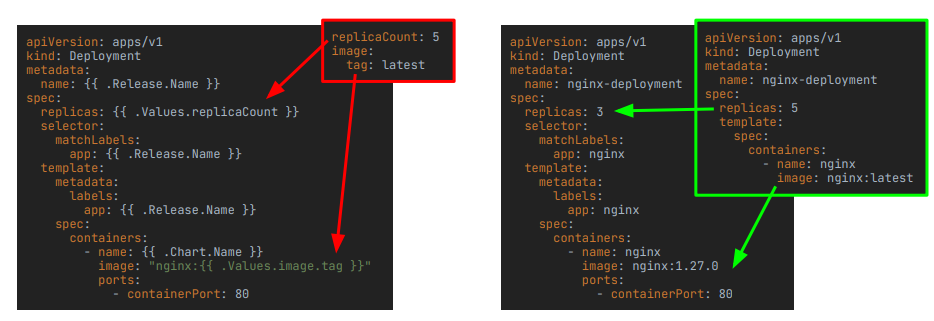 apiVersion: apps/v1
kind: Deployment
metadata:
  name: {{ .Release.Name }}
spec:
  replicas: {{ .Values.replicaCount }}
  selector:
    matchLabels:
      app: {{ .Release.Name }}
  template:
    metadata:
      labels:
        app: {{ .Release.Name }}
    spec:
      containers:
        - name: {{ .Chart.Name }}
          image: "nginx:{{ .Values.image.tag }}"
          ports:
            - containerPort: 80
replicaCount: 5
image:
  tag: latest
apiVersion: apps/v1
kind: Deployment
metadata:
  name: nginx-deployment
spec:
  replicas: 3
  selector:
    matchLabels:
      app: nginx
  template:
    metadata:
      labels:
        app: nginx
    spec:
      containers:
        - name: nginx
          image: nginx:1.27.0
          ports:
            - containerPort: 80
apiVersion: apps/v1
kind: Deployment
metadata:
  name: nginx-deployment
spec:
  replicas: 5
  template:
    spec:
      containers:
        - name: nginx
          image: nginx:latest